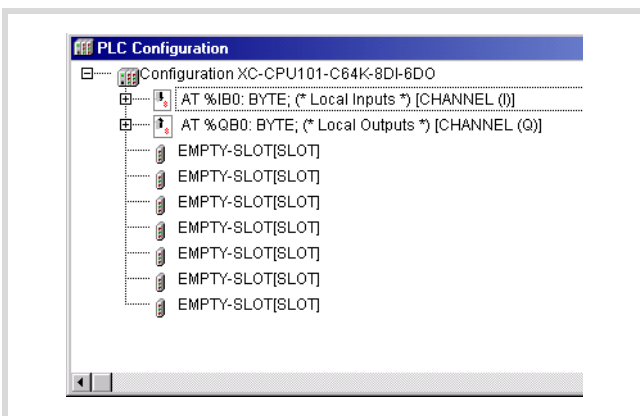 PLC Configuration
Configuration XC-CPU101-C64K-8DI-6DO
AT %IB0: BYTE; (* Local Inputs *) [CHANNEL (I)]
AT %QB0: BYTE; (* Local Outputs *) [CHANNEL (Q)]
EMPTY-SLOT[SLOT]
EMPTY-SLOT[SLOT]
EMPTY-SLOT[SLOT]
EMPTY-SLOT[SLOT]
EMPTY-SLOT[SLOT]
EMPTY-SLOT[SLOT]
EMPTY-SLOT[SLOT]